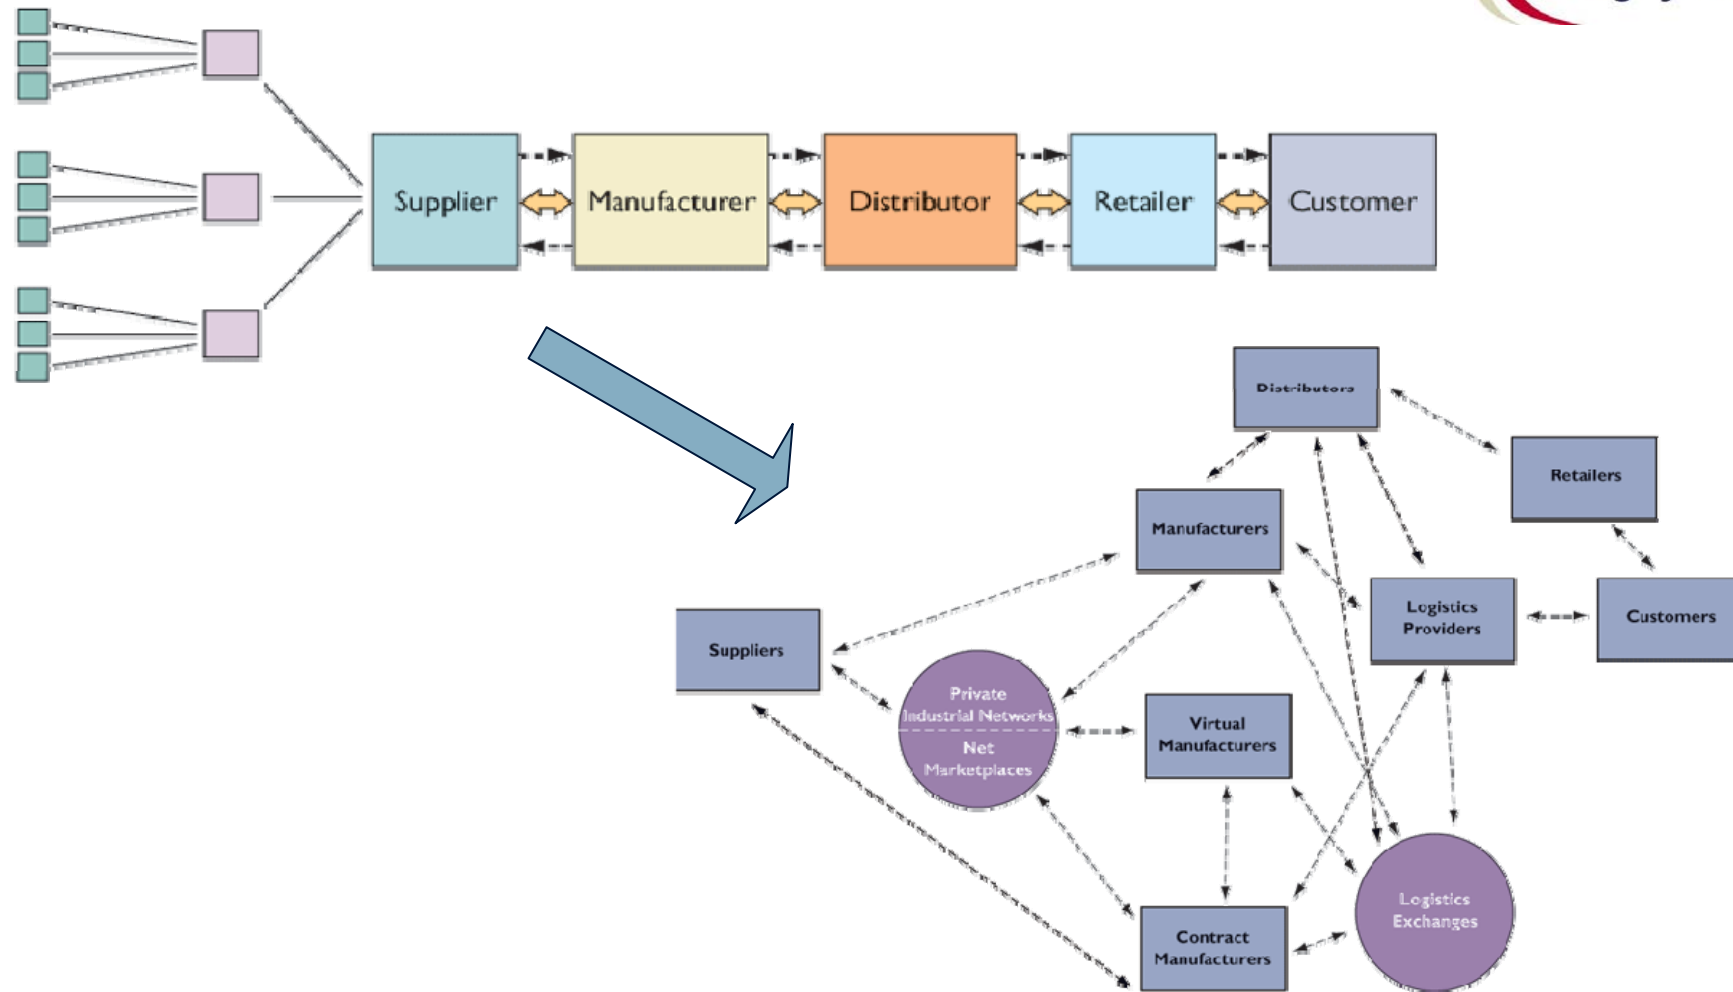 Supplier
Manufacturer
Distributor
Retailer
Customer
Distributors
Retailers
Manufacturers
Logistics
Providers
Customers
Suppliers
Private
Industrial Networks
Net
Marketplaces
Virtual
Manufacturers
Logistics
Exchanges
Contract
Manufacturers